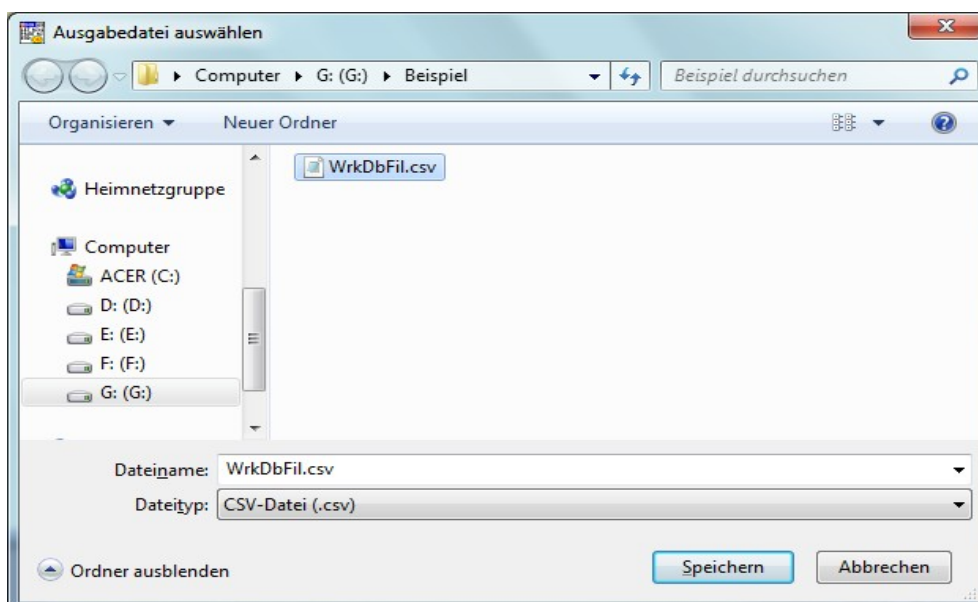 Ausgabedatei auswählen
Computer G: (G:) Beispiel
Beispiel durchsuchen
Organisieren Neuer Ordner
WrkDbFil.csv
Heimnetzgruppe
Computer
ACER (C:)
D: (D:)
E: (E:)
F: (F:)
G: (G:)
Dateiname: WrkDbFil.csv
Dateityp: CSV-Datei (.csv)
Ordner ausblenden
Speichern Abbrechen